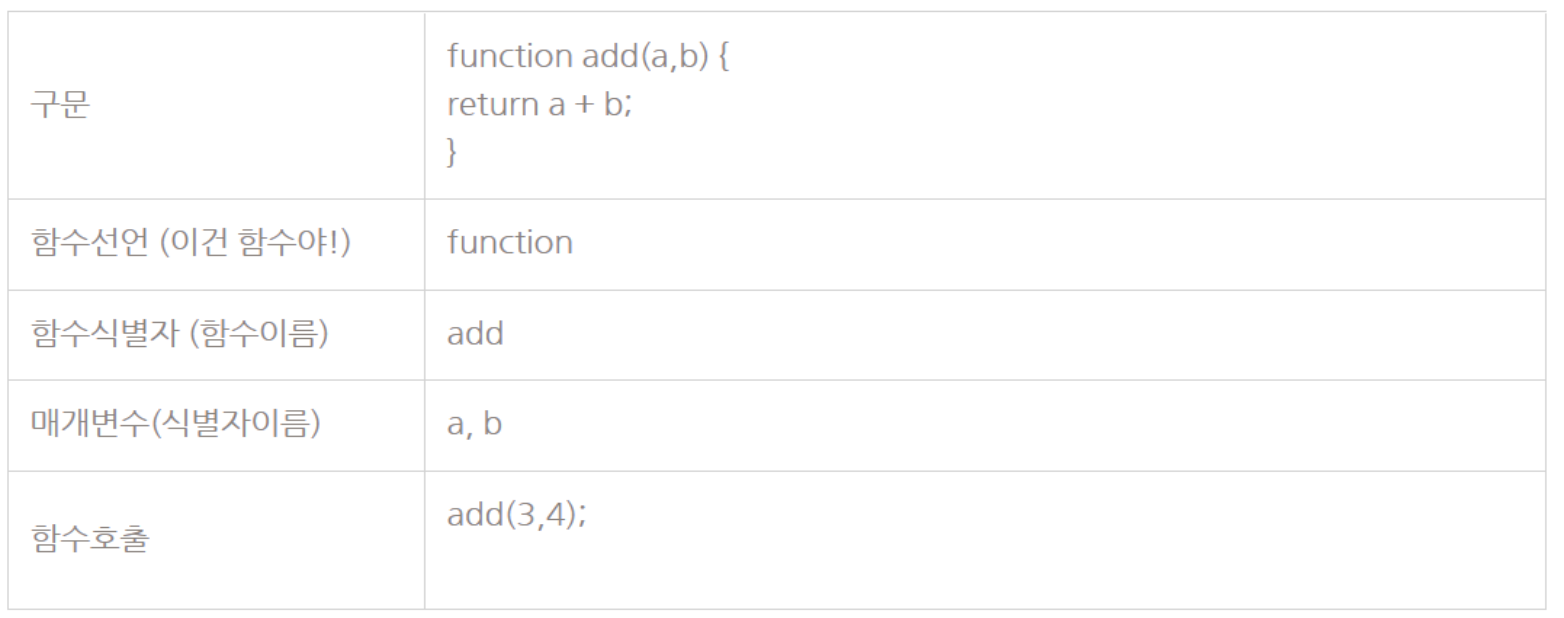 구문
function add(a,b) {
return a + b;
}
함수선언 (이건 함수야!)
function
함수식별자 (함수이름)
add
매개변수(식별자이름)
a, b
함수호출
add(3,4);